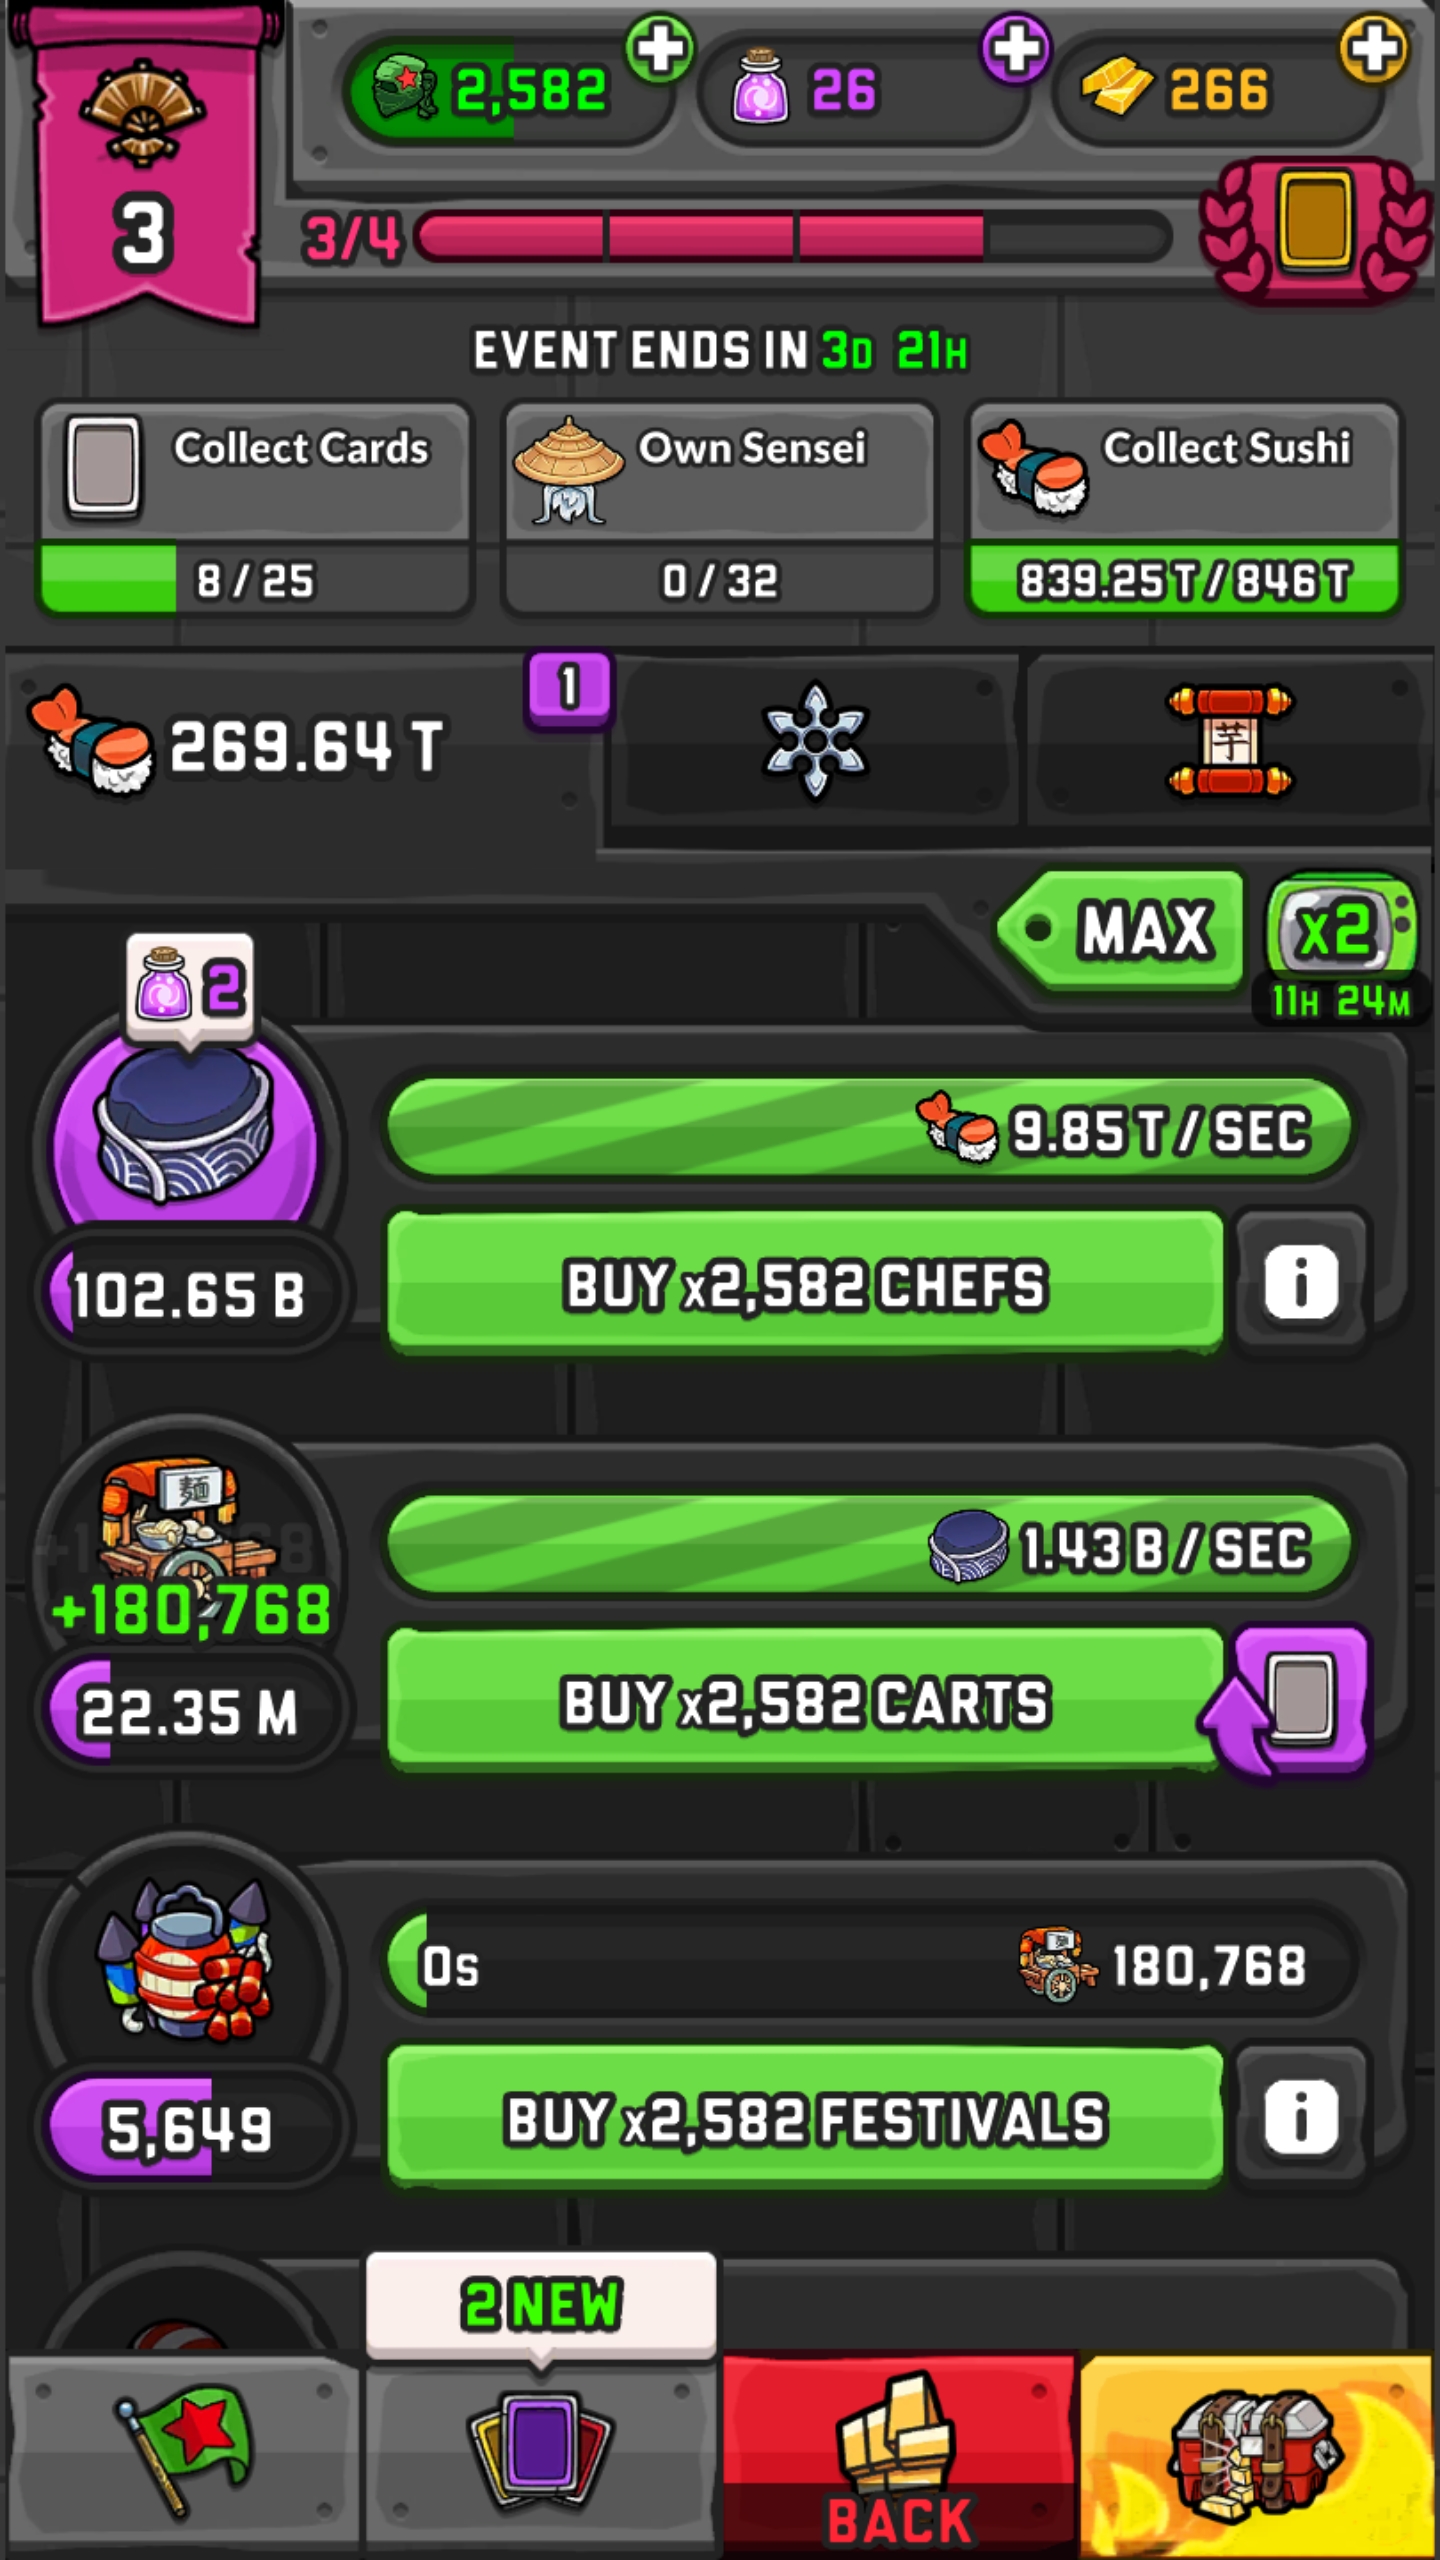 2,582
26
266
3
3/4
EVENT ENDS IN 3D 21H
Collect Cards
8 / 25
Own Sensei
0 / 32
Collect Sushi
839.25 T / 846 T
269.64 T
1
芋
MAX
x2
11H 24M
2
9.85 T / SEC
BUY x2,582 CHEFS
i
102.65 B
麺
+180,768
1.43 B / SEC
BUY x2,582 CARTS
22.35 M
0s
180,768
BUY x2,582 FESTIVALS
i
5,649
2 NEW
BACK